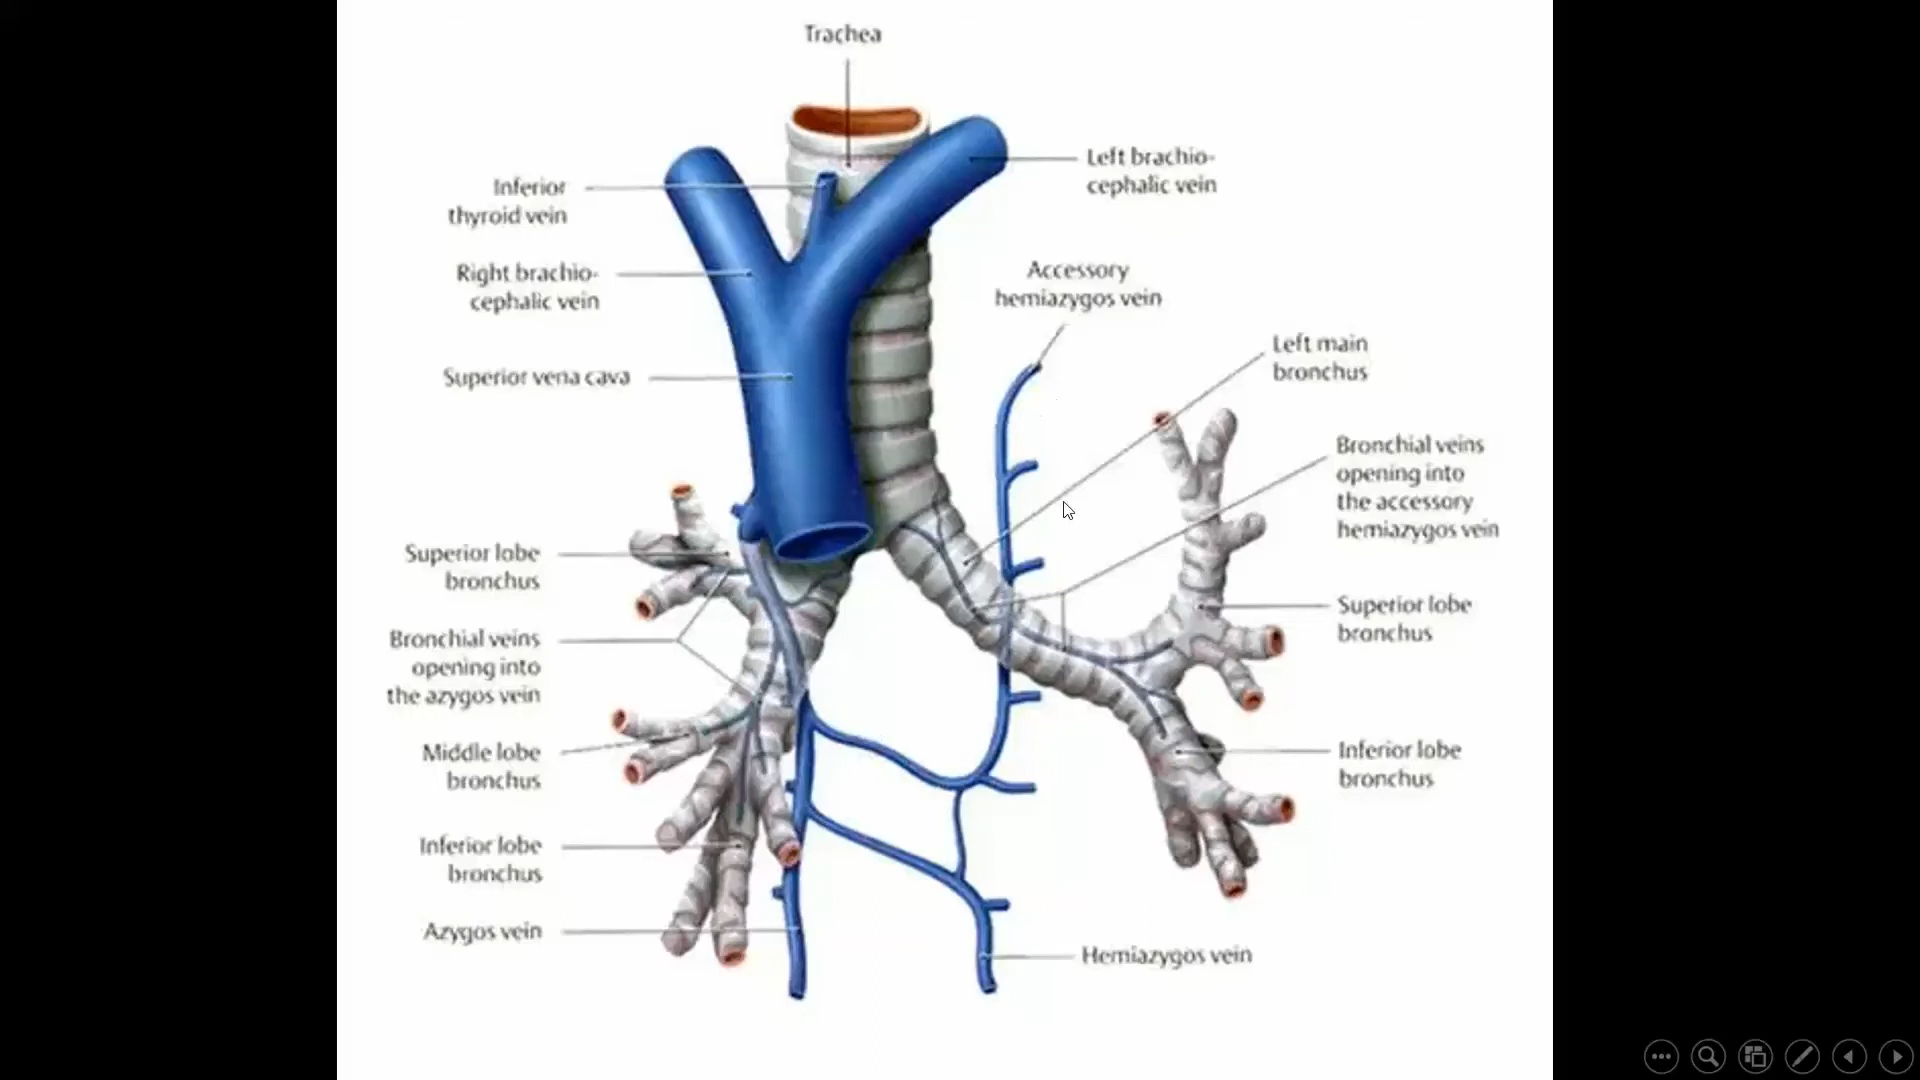 Trachea
Inferior
thyroid vein
Right brachio-
cephalic vein
Superior vena cava
Superior lobe
bronchus
Bronchial veins
opening into
the azygos vein
Middle lobe
bronchus
Inferior lobe
bronchus
Azygos vein
Left brachio-
cephalic vein
Accessory
hemiazygos vein
Left main
bronchus
Bronchial veins
opening into
the accessory
hemiazygos vein
Superior lobe
bronchus
Inferior lobe
bronchus
Hemiazygos vein